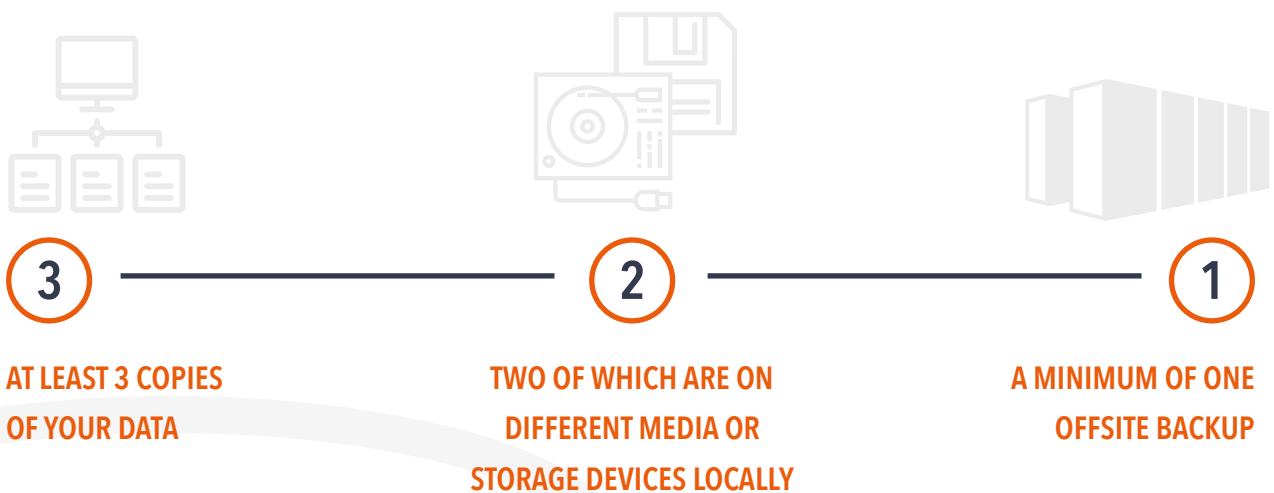 3
AT LEAST 3 COPIES
OF YOUR DATA
2
TWO OF WHICH ARE ON
DIFFERENT MEDIA OR
STORAGE DEVICES LOCALLY
1
A MINIMUM OF ONE
OFFSITE BACKUP